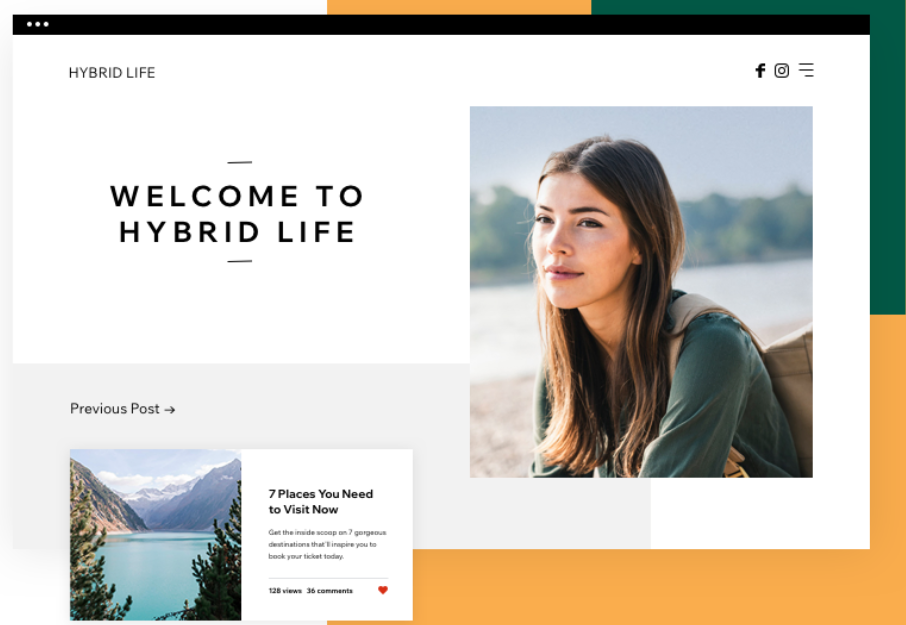 HYBRID LIFE
WELCOME TO
HYBRID LIFE
Previous Post →
7 Places You Need
to Visit Now
Get the inside scoop on 7 gorgeous
destinations that'll inspire you to
book your ticket today.
128 views 36 comments